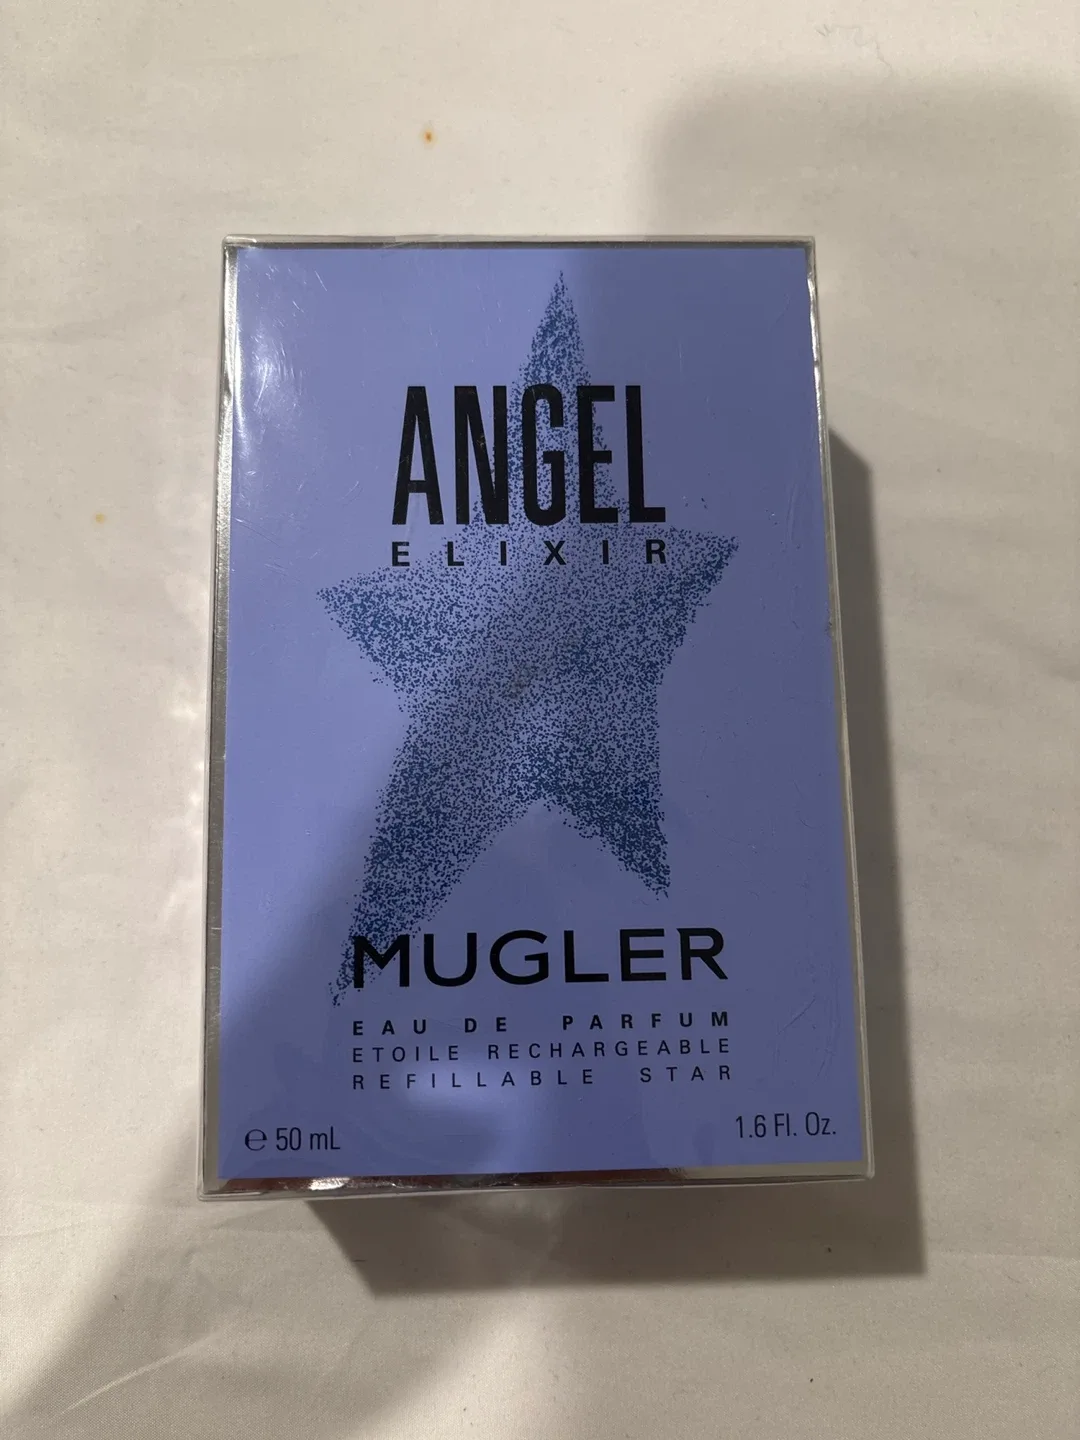 ANGEL
ELIXIR
MUGLER
EAU DE PARFUM
ETOILE RECHARGEABLE
REFILLABLE STAR
℮ 50 mL
1.6 Fl. Oz.